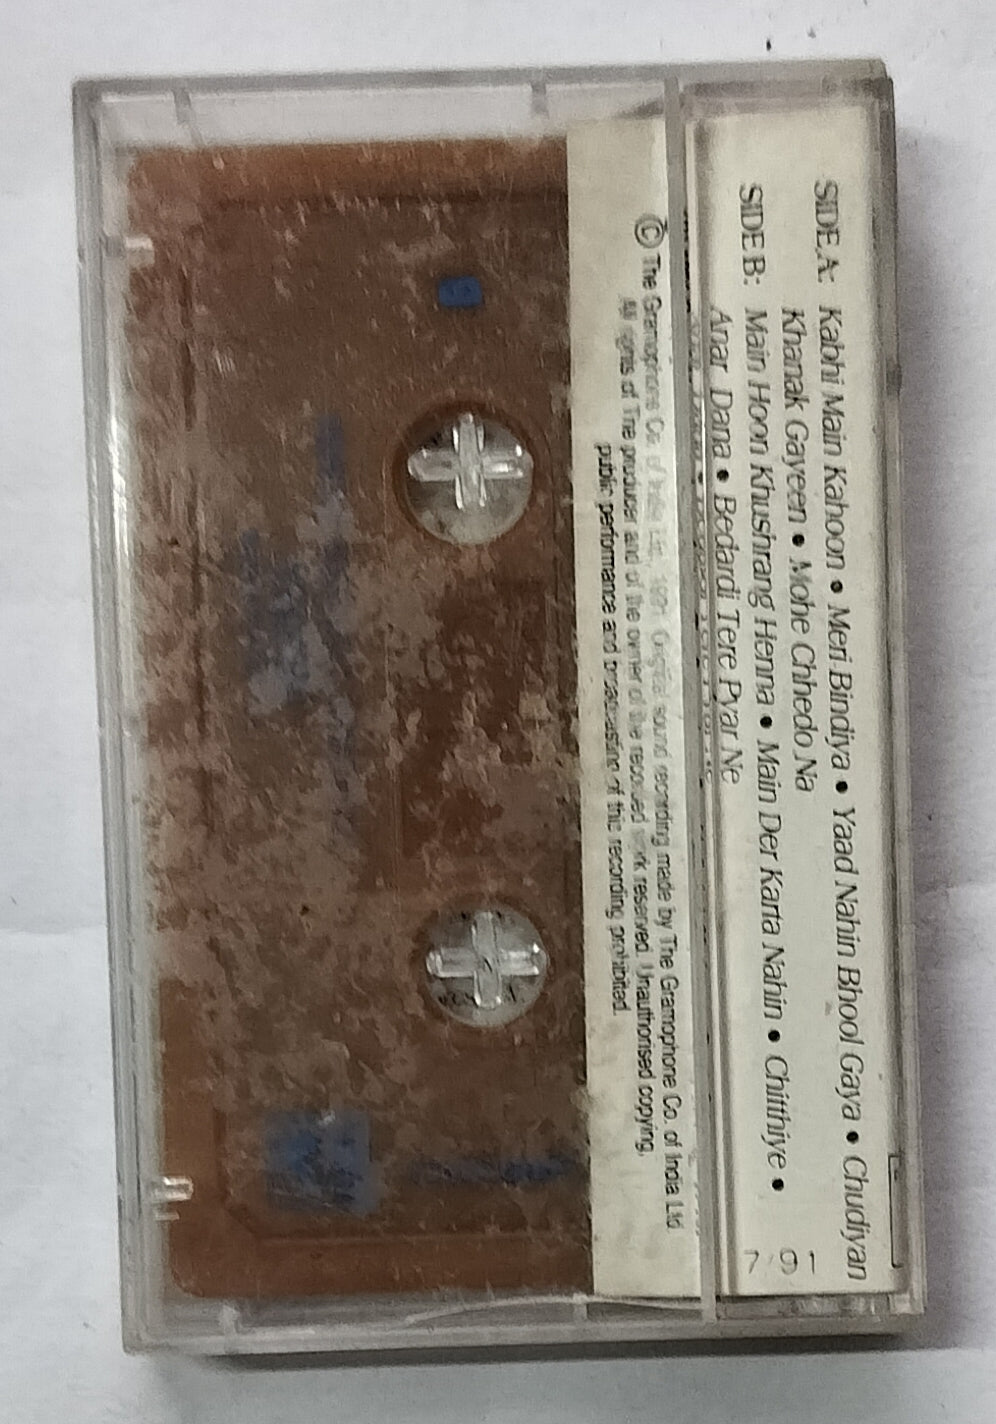 SIDE A: Kabhi Main Kahoon • Meri Bindiya • Yaad Nahin Bhool Gaya • Chudiyan
Khanak Gayeen • Mohe Chhedo Na
SIDE B: Main Hoon Khushrang Henna • Main Der Karta Nahin • Chitthiye •
Anar Dana • Bedardi Tere Pyar Ne
7 91
© The Gramophone Co. of India Ltd., 1991 Original sound recording made by The Gramophone Co. of India Ltd.
All rights of The producer and of the owner of the recorded work reserved. Unauthorised copying,
public performance and broadcasting of this recording prohibited.